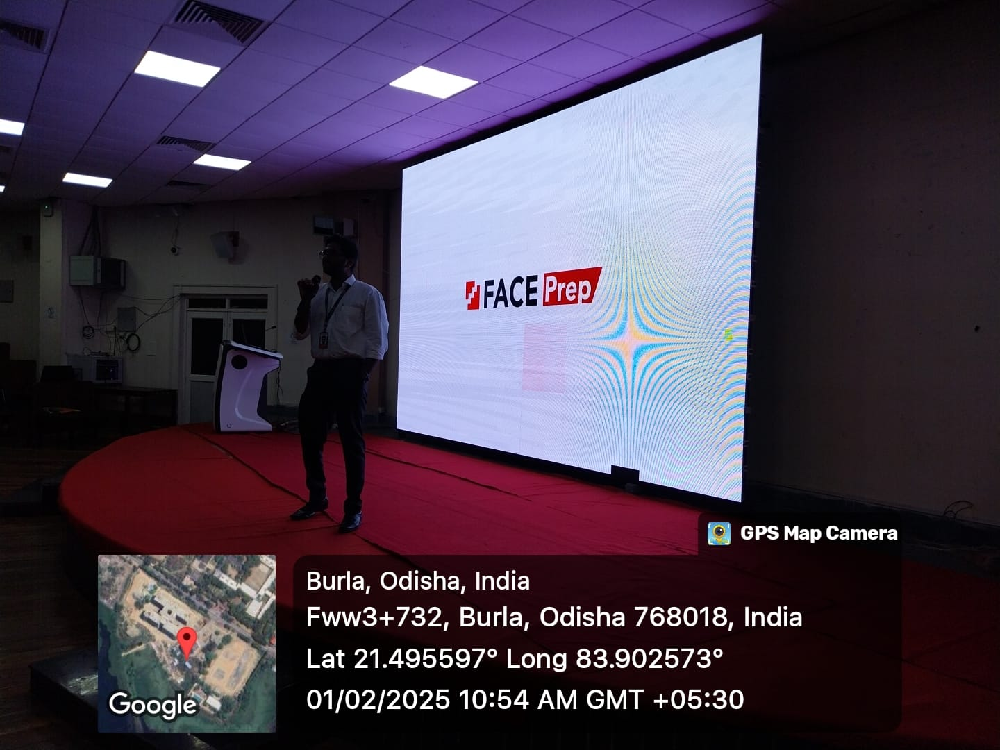 FACE Prep
GPS Map Camera
Burla, Odisha, India
Fww3+732, Burla, Odisha 768018, India
Lat 21.495597° Long 83.902573°
01/02/2025 10:54 AM GMT +05:30
Google